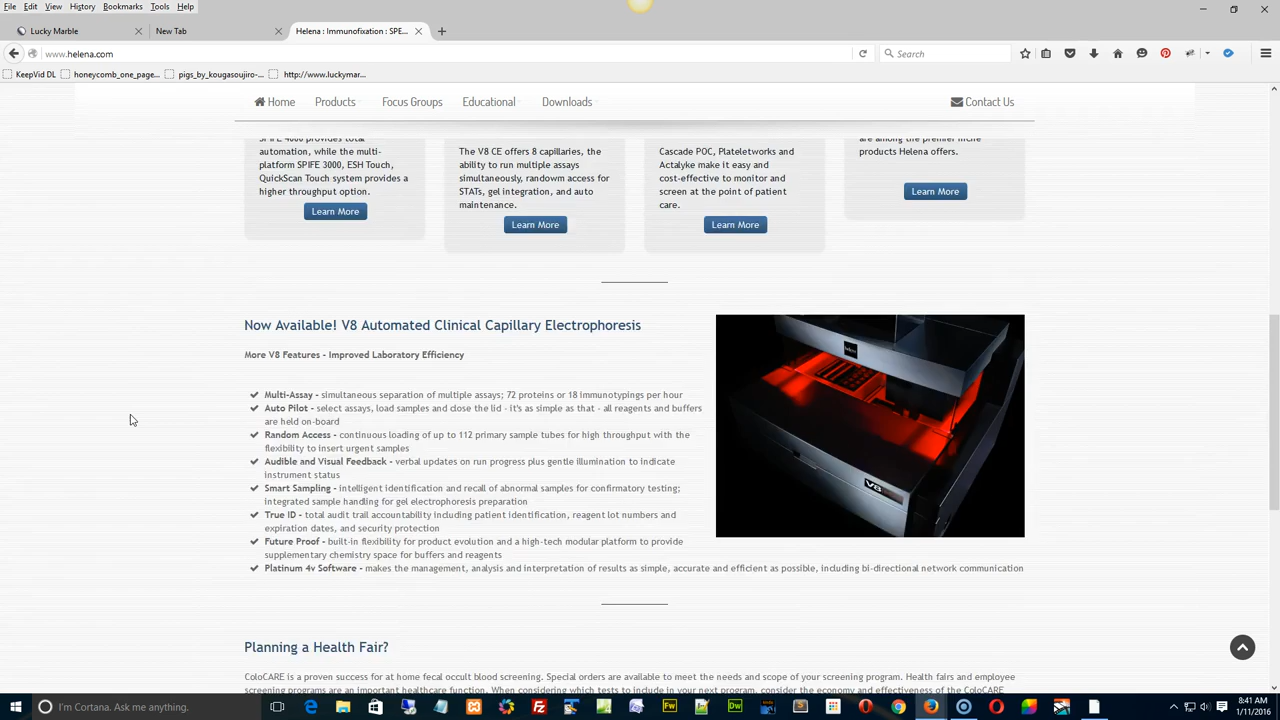 File Edit View History Bookmarks Tools Help
Lucky Marble
New Tab
Helena : Immunofixation : SPE...
www.helena.com
Search
KeepVid DL
honeycomb_one_page...
pigs_by_kougasoujiro-...
http://www.luckymar...
Home Products Focus Groups Educational Downloads Contact Us
SPIFE 4000 provides total
automation, while the multi-
platform SPIFE 3000, ESH Touch,
QuickScan Touch system provides a
higher throughput option.
Learn More
The V8 CE offers 8 capillaries, the
ability to run multiple assays
simultaneously, randowm access for
STATs, gel integration, and auto
maintenance.
Learn More
Cascade POC, Plateletworks and
Actalyke make it easy and
cost-effective to monitor and
screen at the point of patient
care.
Learn More
are among the premier niche
products Helena offers.
Learn More
Now Available! V8 Automated Clinical Capillary Electrophoresis
More V8 Features - Improved Laboratory Efficiency
Multi-Assay - simultaneous separation of multiple assays; 72 proteins or 18 immunotypings per hour
Auto Pilot - select assays, load samples and close the lid - it's as simple as that - all reagents and buffers
are held on-board
Random Access - continuous loading of up to 112 primary sample tubes for high throughput with the
flexibility to insert urgent samples
Audible and Visual Feedback - verbal updates on run progress plus gentle illumination to indicate
instrument status
Smart Sampling - intelligent identification and recall of abnormal samples for confirmatory testing;
integrated sample handling for gel electrophoresis preparation
True ID - total audit trail accountability including patient identification, reagent lot numbers and
expiration dates, and security protection
Future Proof - built-in flexibility for product evolution and a high-tech modular platform to provide
supplementary chemistry space for buffers and reagents
Platinum 4v Software - makes the management, analysis and interpretation of results as simple, accurate and efficient as possible, including bi-directional network communication
V8
Planning a Health Fair?
ColoCARE is a proven success for at home fecal occult blood screening. Special orders are available to meet the needs and scope of your screening program. Health fairs and employee
screening programs are an important healthcare function. When considering which tests to include in your next program, consider the economy and effectiveness of the ColoCARE
I'm Cortana. Ask me anything.
8:41 AM
1/11/2016